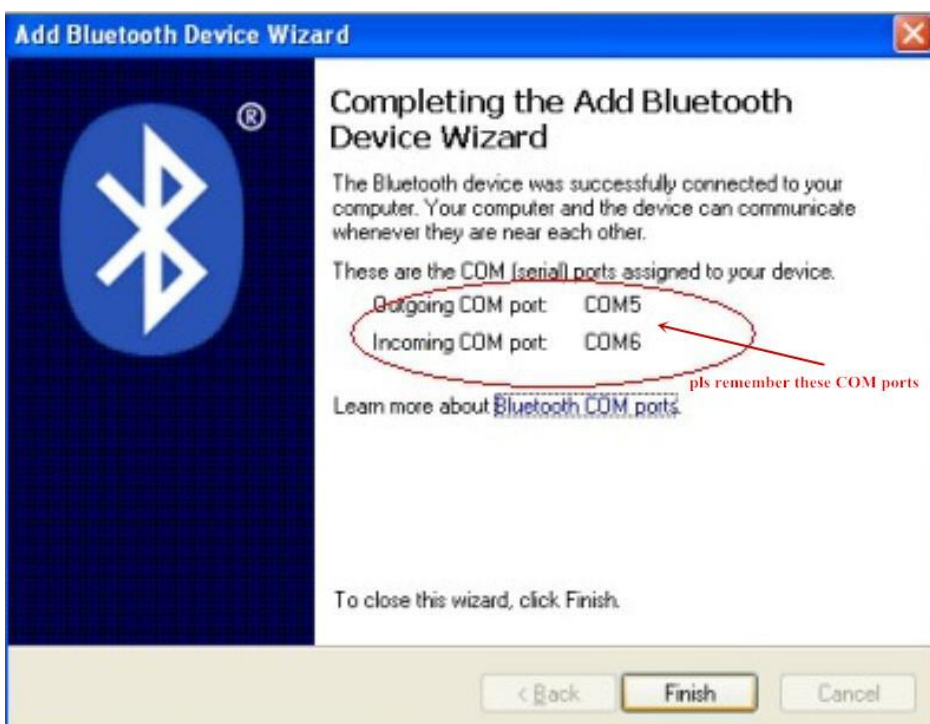 Add Bluetooth Device Wizard
®
Completing the Add Bluetooth
Device Wizard
The Bluetooth device was successfully connected to your
computer. Your computer and the device can communicate
whenever they are near each other.
These are the COM (serial) ports assigned to your device.
Outgoing COM port: COM5
Incoming COM port: COM6
pls remember these COM ports
Learn more about Bluetooth COM ports.
To close this wizard, click Finish.
< Back Finish Cancel